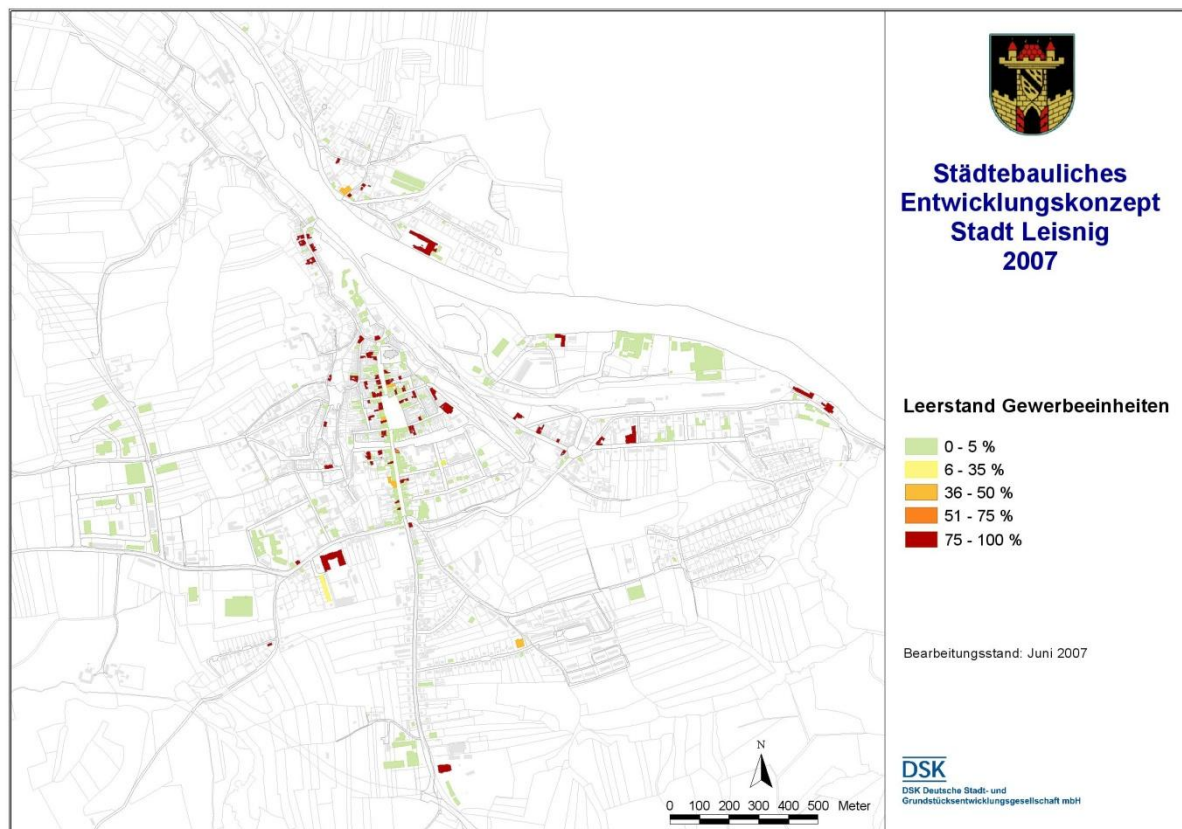 Städtebauliches
Entwicklungskonzept
Stadt Leisnig
2007
Leerstand Gewerbeeinheiten
0 - 5 %
6 - 35 %
36 - 50 %
51 - 75 %
75 - 100 %
Bearbeitungsstand: Juni 2007
N
0 100 200 300 400 500 Meter
DSK
DSK Deutsche Stadt- und
Grundstücksentwicklungsgesellschaft mbH